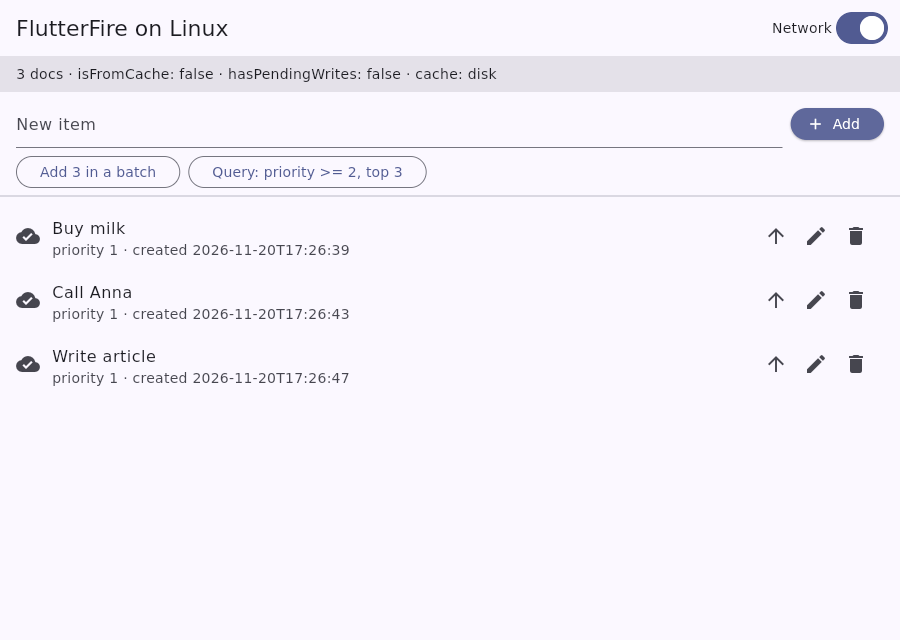 FlutterFire on Linux
Network
3 docs · isFromCache: false · hasPendingWrites: false · cache: disk
New item
+ Add
Add 3 in a batch
Query: priority >= 2, top 3
Buy milk
priority 1 · created 2026-11-20T17:26:39
Call Anna
priority 1 · created 2026-11-20T17:26:43
Write article
priority 1 · created 2026-11-20T17:26:47